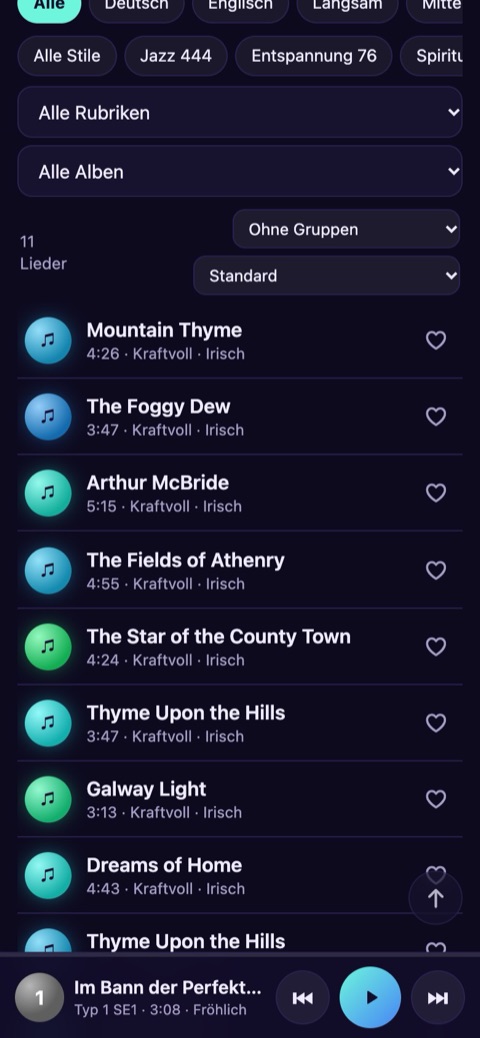 Alle
Deutsch
Englisch
Langsam
Mitte
Alle Stile
Jazz 444
Entspannung 76
Spiritu
Alle Rubriken
Alle Alben
11
Lieder
Ohne Gruppen
Standard
Mountain Thyme
4:26 · Kraftvoll · Irisch
The Foggy Dew
3:47 · Kraftvoll · Irisch
Arthur McBride
5:15 · Kraftvoll · Irisch
The Fields of Athenry
4:55 · Kraftvoll · Irisch
The Star of the County Town
4:24 · Kraftvoll · Irisch
Thyme Upon the Hills
3:47 · Kraftvoll · Irisch
Galway Light
3:13 · Kraftvoll · Irisch
Dreams of Home
4:43 · Kraftvoll · Irisch
Thyme Upon the Hills
1
Im Bann der Perfekt...
Typ 1 SE1 · 3:08 · Fröhlich